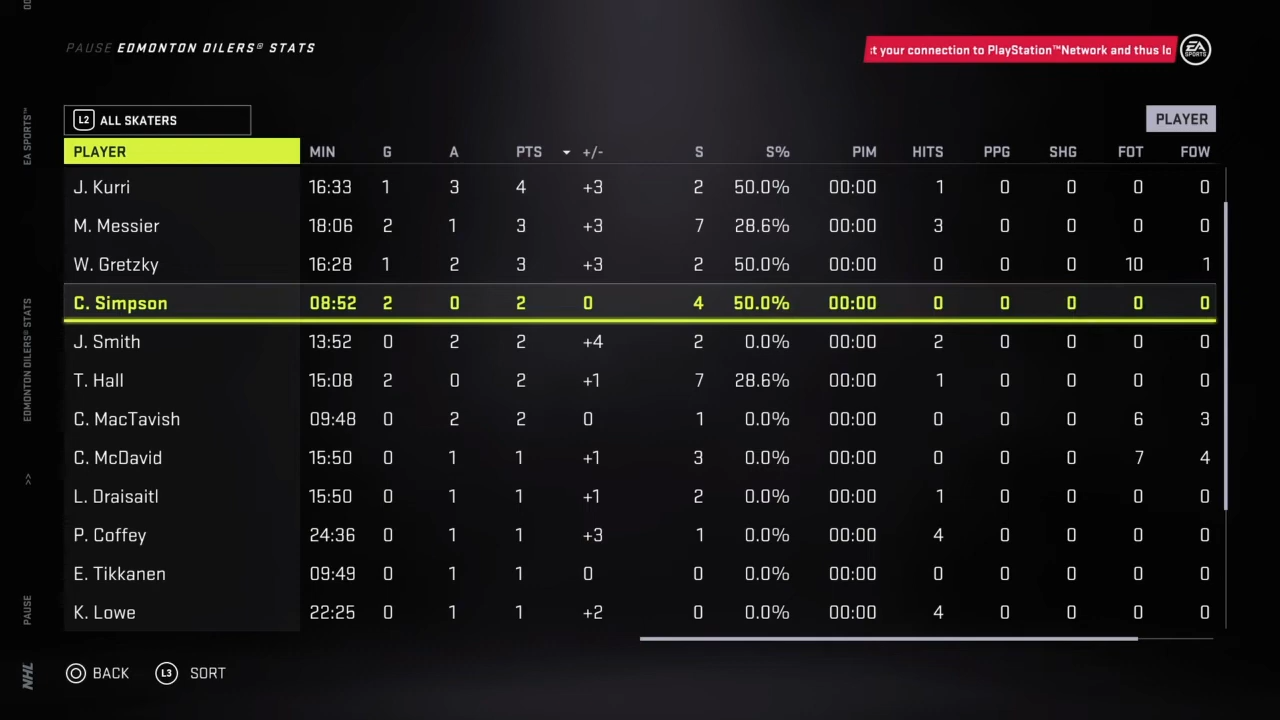 PAUSE EDMONTON OILERS® STATS
t your connection to PlayStation™Network and thus lo
EA SPORTS
L2 ALL SKATERS
PLAYER
PLAYER MIN G A PTS +/- S S% PIM HITS PPG SHG FOT FOW
J. Kurri 16:33 1 3 4 +3 2 50.0% 00:00 1 0 0 0 0
M. Messier 18:06 2 1 3 +3 7 28.6% 00:00 3 0 0 0 0
W. Gretzky 16:28 1 2 3 +3 2 50.0% 00:00 0 0 0 10 1
C. Simpson 08:52 2 0 2 0 4 50.0% 00:00 0 0 0 0 0
J. Smith 13:52 0 2 2 +4 2 0.0% 00:00 2 0 0 0 0
T. Hall 15:08 2 0 2 +1 7 28.6% 00:00 1 0 0 0 0
C. MacTavish 09:48 0 2 2 0 1 0.0% 00:00 0 0 0 6 3
C. McDavid 15:50 0 1 1 +1 3 0.0% 00:00 0 0 0 7 4
L. Draisaitl 15:50 0 1 1 +1 2 0.0% 00:00 1 0 0 0 0
P. Coffey 24:36 0 1 1 +3 1 0.0% 00:00 4 0 0 0 0
E. Tikkanen 09:49 0 1 1 0 0 0.0% 00:00 0 0 0 0 0
K. Lowe 22:25 0 1 1 +2 0 0.0% 00:00 4 0 0 0 0
BACK L3 SORT
NHL PAUSE >> EDMONTON OILERS® STATS EA SPORTS™